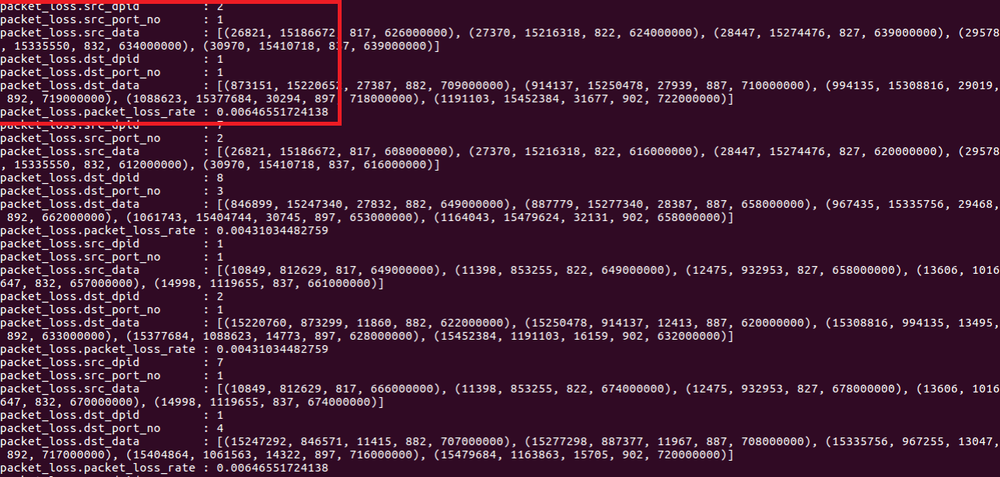 packet_loss.src_dpid : 2
packet_loss.src_port_no : 1
packet_loss.src_data : [(26821, 15186672, 817, 626000000), (27370, 15216318, 822, 624000000), (28447, 15274476, 827, 639000000), (29578
, 15335550, 832, 634000000), (30970, 15410718, 837, 639000000)]
packet_loss.dst_dpid : 1
packet_loss.dst_port_no : 1
packet_loss.dst_data : [(873151, 15220652, 27387, 882, 709000000), (914137, 15250478, 27939, 887, 710000000), (994135, 15308816, 29019,
892, 719000000), (1088623, 15377684, 30294, 897, 718000000), (1191103, 15452384, 31677, 902, 722000000)]
packet_loss.packet_loss_rate : 0.00646551724138
packet_loss.src_dpid : 7
packet_loss.src_port_no : 2
packet_loss.src_data : [(26821, 15186672, 817, 608000000), (27370, 15216318, 822, 616000000), (28447, 15274476, 827, 620000000), (29578
, 15335550, 832, 612000000), (30970, 15410718, 837, 616000000)]
packet_loss.dst_dpid : 8
packet_loss.dst_port_no : 3
packet_loss.dst_data : [(846899, 15247340, 27832, 882, 649000000), (887779, 15277340, 28387, 887, 658000000), (967435, 15335756, 29468,
892, 662000000), (1061743, 15404744, 30745, 897, 653000000), (1164043, 15479624, 32131, 902, 658000000)]
packet_loss.packet_loss_rate : 0.00431034482759
packet_loss.src_dpid : 1
packet_loss.src_port_no : 1
packet_loss.src_data : [(10849, 812629, 817, 649000000), (11398, 853255, 822, 649000000), (12475, 932953, 827, 658000000), (13606, 1016
647, 832, 657000000), (14998, 1119655, 837, 661000000)]
packet_loss.dst_dpid : 2
packet_loss.dst_port_no : 1
packet_loss.dst_data : [(15220760, 873299, 11860, 882, 622000000), (15250478, 914137, 12413, 887, 620000000), (15308816, 994135, 13495,
892, 633000000), (15377684, 1088623, 14773, 897, 628000000), (15452384, 1191103, 16159, 902, 632000000)]
packet_loss.packet_loss_rate : 0.00431034482759
packet_loss.src_dpid : 7
packet_loss.src_port_no : 1
packet_loss.src_data : [(10849, 812629, 817, 666000000), (11398, 853255, 822, 674000000), (12475, 932953, 827, 678000000), (13606, 1016
647, 832, 670000000), (14998, 1119655, 837, 674000000)]
packet_loss.dst_dpid : 1
packet_loss.dst_port_no : 4
packet_loss.dst_data : [(15247292, 846571, 11415, 882, 707000000), (15277298, 887377, 11967, 887, 708000000), (15335756, 967255, 13047,
892, 717000000), (15404864, 1061563, 14322, 897, 716000000), (15479684, 1163863, 15705, 902, 720000000)]
packet_loss.packet_loss_rate : 0.00646551724138